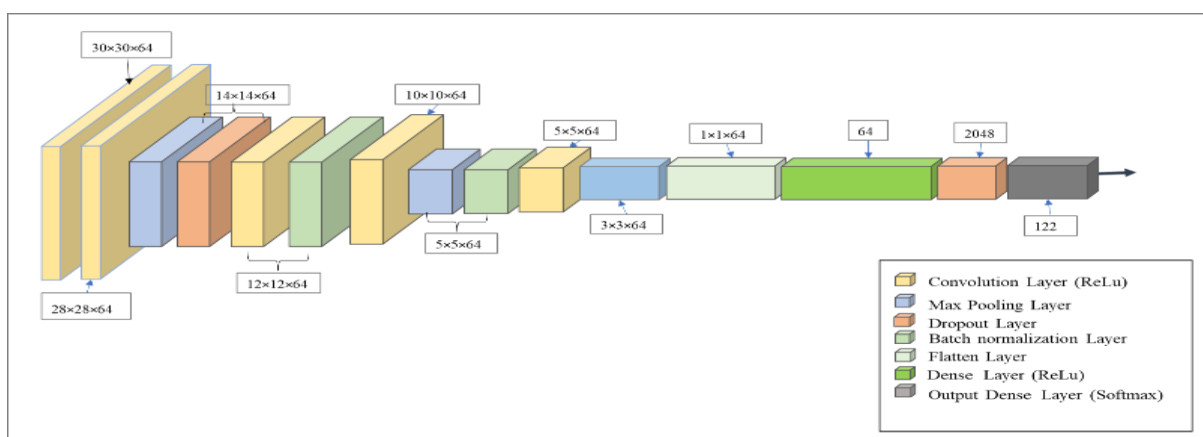 30×30×64
14×14×64
10×10×64
5×5×64
1×1×64
64
2048
28×28×64
12×12×64
5×5×64
3×3×64
122
Convolution Layer (ReLu)
Max Pooling Layer
Dropout Layer
Batch normalization Layer
Flatten Layer
Dense Layer (ReLu)
Output Dense Layer (Softmax)